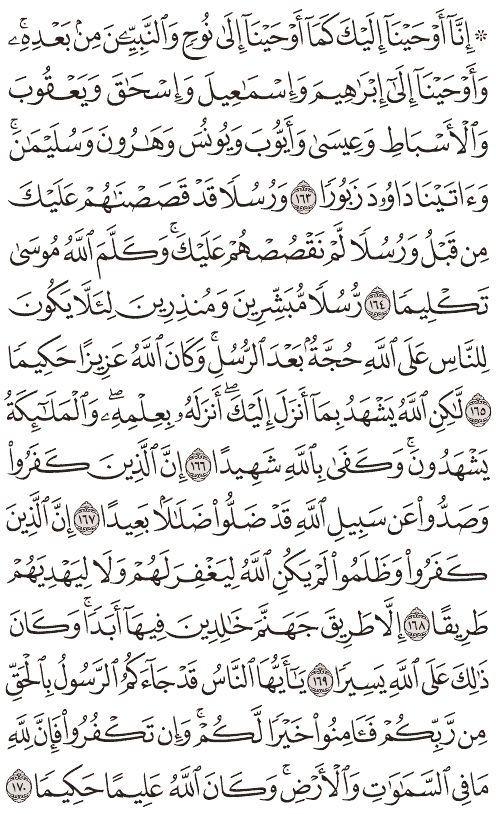 ۞ إِنَّآ أَوْحَيْنَآ إِلَيْكَ كَمَآ أَوْحَيْنَآ إِلَىٰ نُوحٍ وَٱلنَّبِيِّـۧنَ مِنۢ بَعْدِهِۦۚ
وَأَوْحَيْنَآ إِلَىٰٓ إِبْرَٰهِيمَ وَإِسْمَٰعِيلَ وَإِسْحَٰقَ وَيَعْقُوبَ
وَٱلْأَسْبَاطِ وَعِيسَىٰ وَأَيُّوبَ وَيُونُسَ وَهَٰرُونَ وَسُلَيْمَٰنَۚ
وَءَاتَيْنَا دَاوُۥدَ زَبُورًا ١٦٣ وَرُسُلًا قَدْ قَصَصْنَٰهُمْ عَلَيْكَ
مِن قَبْلُ وَرُسُلًا لَّمْ نَقْصُصْهُمْ عَلَيْكَۚ وَكَلَّمَ ٱللَّهُ مُوسَىٰ
تَكْلِيمًا ١٦٤ رُّسُلًا مُّبَشِّرِينَ وَمُنذِرِينَ لِئَلَّا يَكُونَ
لِلنَّاسِ عَلَى ٱللَّهِ حُجَّةٌۢ بَعْدَ ٱلرُّسُلِۚ وَكَانَ ٱللَّهُ عَزِيزًا حَكِيمًا
١٦٥ لَّٰكِنِ ٱللَّهُ يَشْهَدُ بِمَآ أَنزَلَ إِلَيْكَۖ أَنزَلَهُۥ بِعِلْمِهِۦۖ وَٱلْمَلَٰٓئِكَةُ
يَشْهَدُونَۚ وَكَفَىٰ بِٱللَّهِ شَهِيدًا ١٦٦ إِنَّ ٱلَّذِينَ كَفَرُوا۟
وَصَدُّوا۟ عَن سَبِيلِ ٱللَّهِ قَدْ ضَلُّوا۟ ضَلَٰلًۢا بَعِيدًا ١٦٧ إِنَّ ٱلَّذِينَ
كَفَرُوا۟ وَظَلَمُوا۟ لَمْ يَكُنِ ٱللَّهُ لِيَغْفِرَ لَهُمْ وَلَا لِيَهْدِيَهُمْ
طَرِيقًا ١٦٨ إِلَّا طَرِيقَ جَهَنَّمَ خَٰلِدِينَ فِيهَآ أَبَدًاۚ وَكَانَ
ذَٰلِكَ عَلَى ٱللَّهِ يَسِيرًا ١٦٩ يَٰٓأَيُّهَا ٱلنَّاسُ قَدْ جَآءَكُمُ ٱلرَّسُولُ بِٱلْحَقِّ
مِن رَّبِّكُمْ فَـَٔامِنُوا۟ خَيْرًا لَّكُمْۚ وَإِن تَكْفُرُوا۟ فَإِنَّ لِلَّهِ
مَا فِى ٱلسَّمَٰوَٰتِ وَٱلْأَرْضِۚ وَكَانَ ٱللَّهُ عَلِيمًا حَكِيمًا ١٧٠